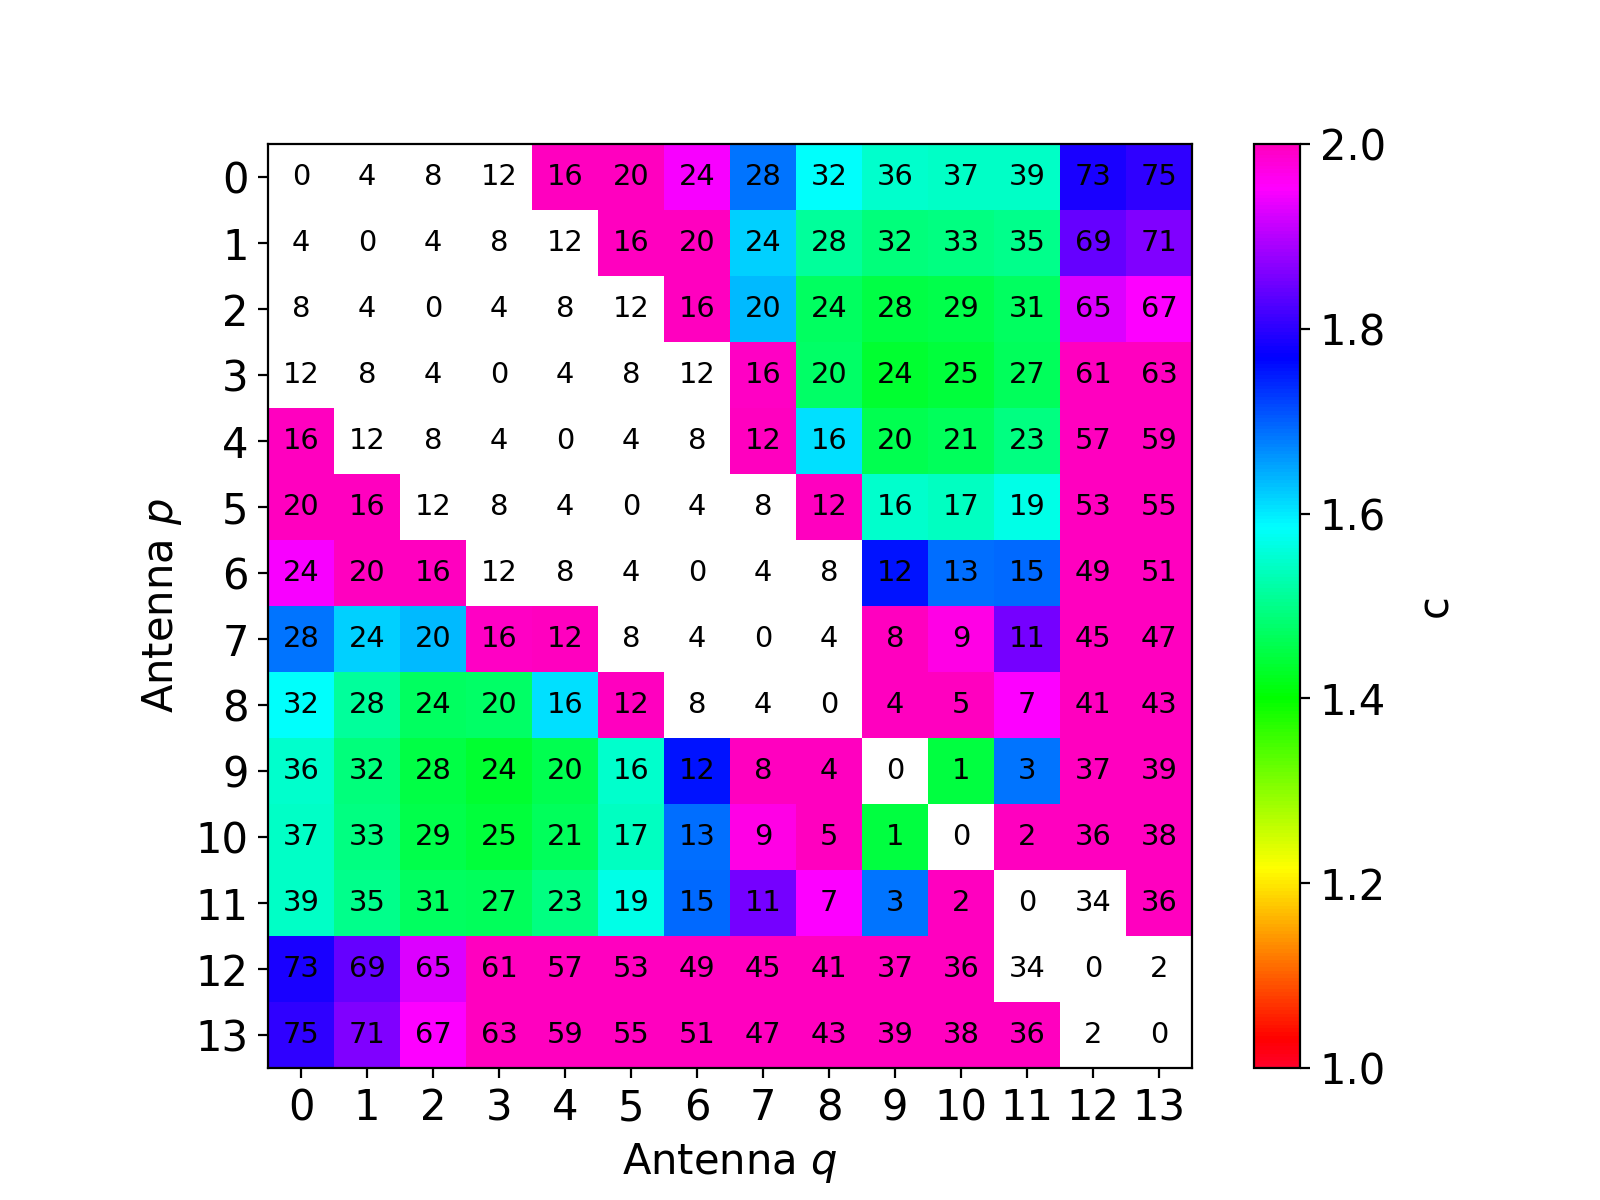 0 0 4 8 12 16 20 24 28 32 36 37 39 73 75
1 4 0 4 8 12 16 20 24 28 32 33 35 69 71
2 8 4 0 4 8 12 16 20 24 28 29 31 65 67
3 12 8 4 0 4 8 12 16 20 24 25 27 61 63
4 16 12 8 4 0 4 8 12 16 20 21 23 57 59
5 20 16 12 8 4 0 4 8 12 16 17 19 53 55
6 24 20 16 12 8 4 0 4 8 12 13 15 49 51
7 28 24 20 16 12 8 4 0 4 8 9 11 45 47
8 32 28 24 20 16 12 8 4 0 4 5 7 41 43
9 36 32 28 24 20 16 12 8 4 0 1 3 37 39
10 37 33 29 25 21 17 13 9 5 1 0 2 36 38
11 39 35 31 27 23 19 15 11 7 3 2 0 34 36
12 73 69 65 61 57 53 49 45 41 37 36 34 0 2
13 75 71 67 63 59 55 51 47 43 39 38 36 2 0
0 1 2 3 4 5 6 7 8 9 10 11 12 13
Antenna q
Antenna p
2.0
1.8
1.6
1.4
1.2
1.0
c